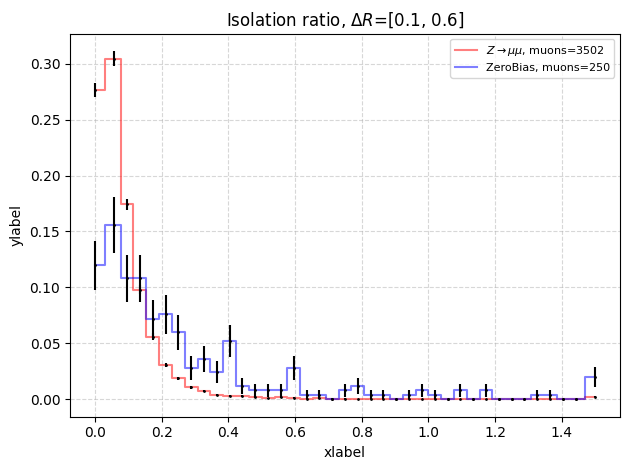 Isolation ratio, ΔR=[0.1, 0.6]
Z→μμ, muons=3502
ZeroBias, muons=250
0.30
0.25
0.20
0.15
0.10
0.05
0.00
ylabel
0.0 0.2 0.4 0.6 0.8 1.0 1.2 1.4
xlabel